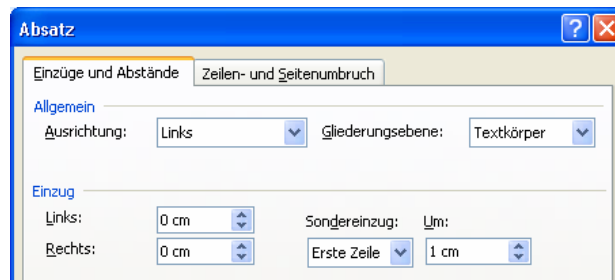 Absatz
Einzüge und Abstände Zeilen- und Seitenumbruch
Allgemein
Ausrichtung: Links Gliederungsebene: Textkörper
Einzug
Links: 0 cm Sondereinzug: Um:
Rechts: 0 cm Erste Zeile 1 cm